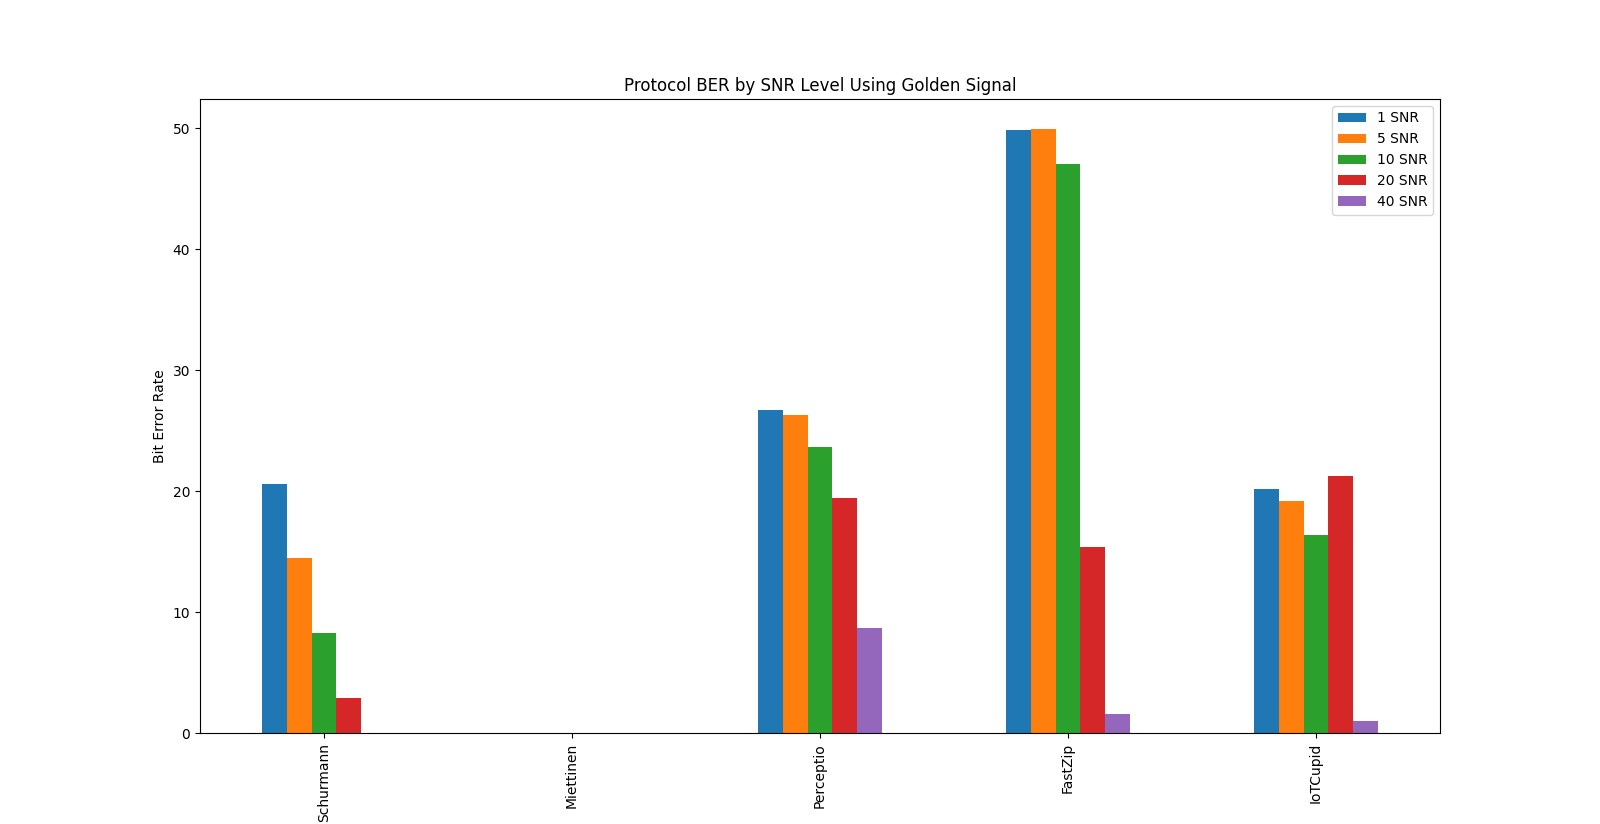 Protocol BER by SNR Level Using Golden Signal
1 SNR
5 SNR
10 SNR
20 SNR
40 SNR
Bit Error Rate
50
40
30
20
10
0
Schurmann
Miettinen
Perceptio
FastZip
IoTCupid